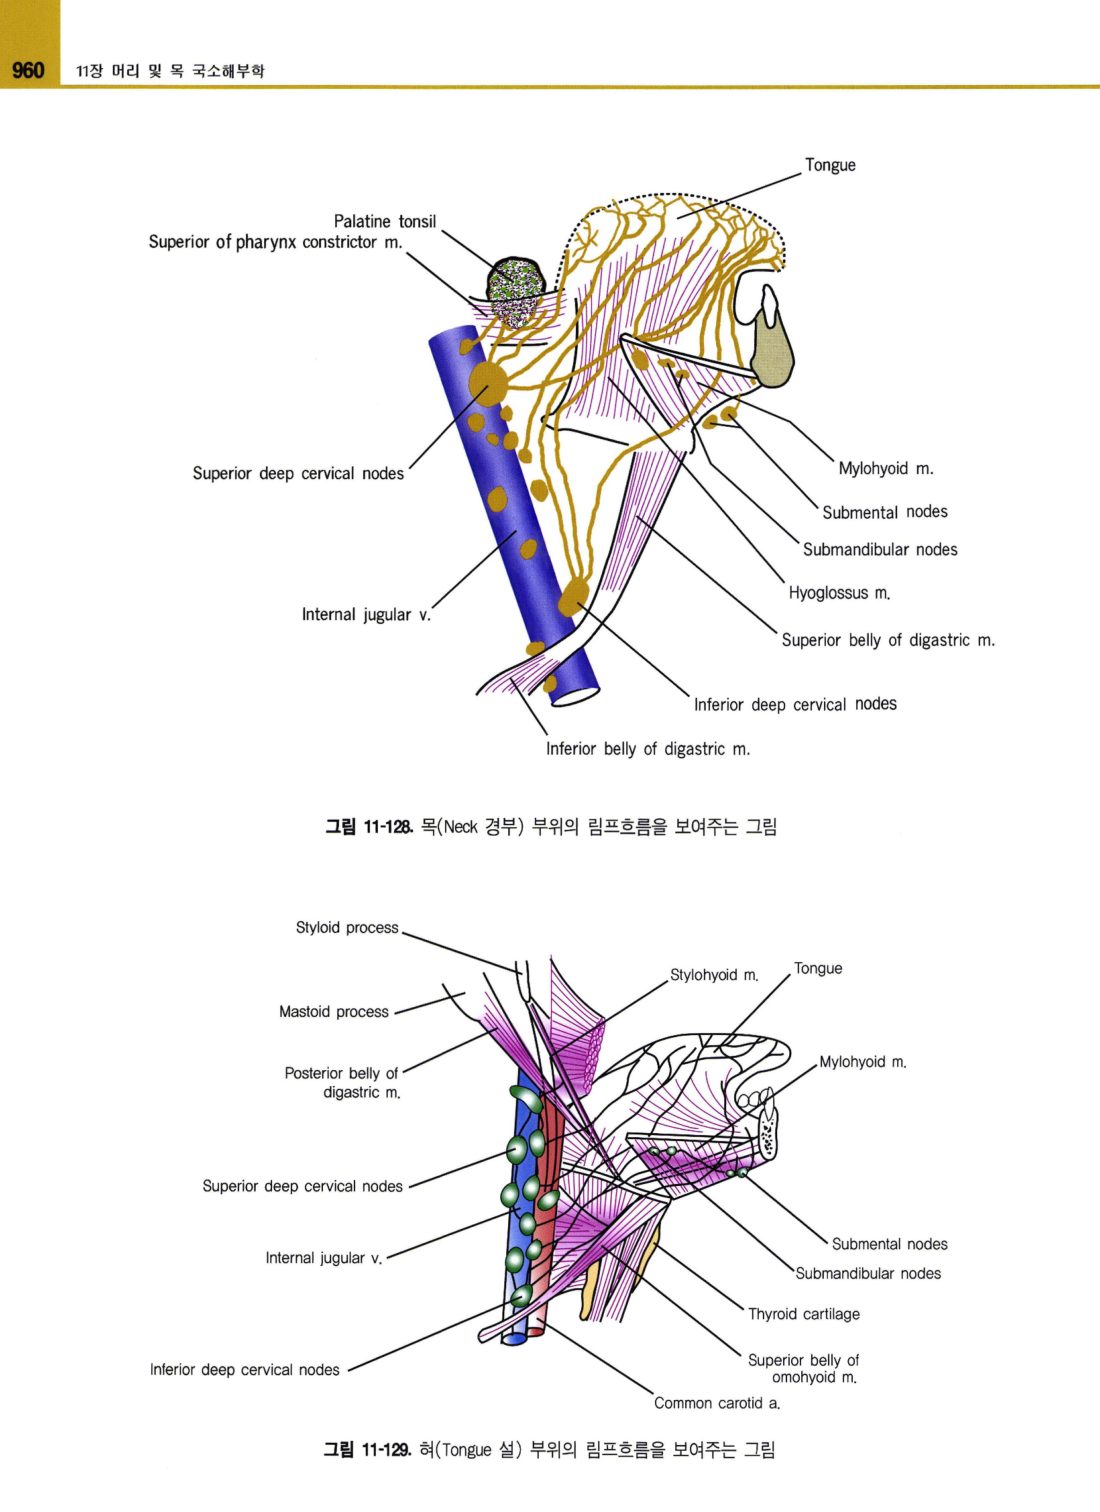 960
11장 머리 및 목 국소해부학
Tongue
Palatine tonsil
Superior of pharynx constrictor m.
Superior deep cervical nodes
Mylohyoid m.
Submental nodes
Submandibular nodes
Hyoglossus m.
Internal jugular v.
Superior belly of digastric m.
Inferior deep cervical nodes
Inferior belly of digastric m.
그림 11-128. 목(Neck 경부) 부위의 림프흐름을 보여주는 그림
Styloid process
Stylohyoid m.
Tongue
Mastoid process
Mylohyoid m.
Posterior belly of
digastric m.
Superior deep cervical nodes
Internal jugular v.
Submental nodes
Submandibular nodes
Thyroid cartilage
Inferior deep cervical nodes
Superior belly of
omohyoid m.
Common carotid a.
그림 11-129. 혀(Tongue 설) 부위의 림프흐름을 보여주는 그림